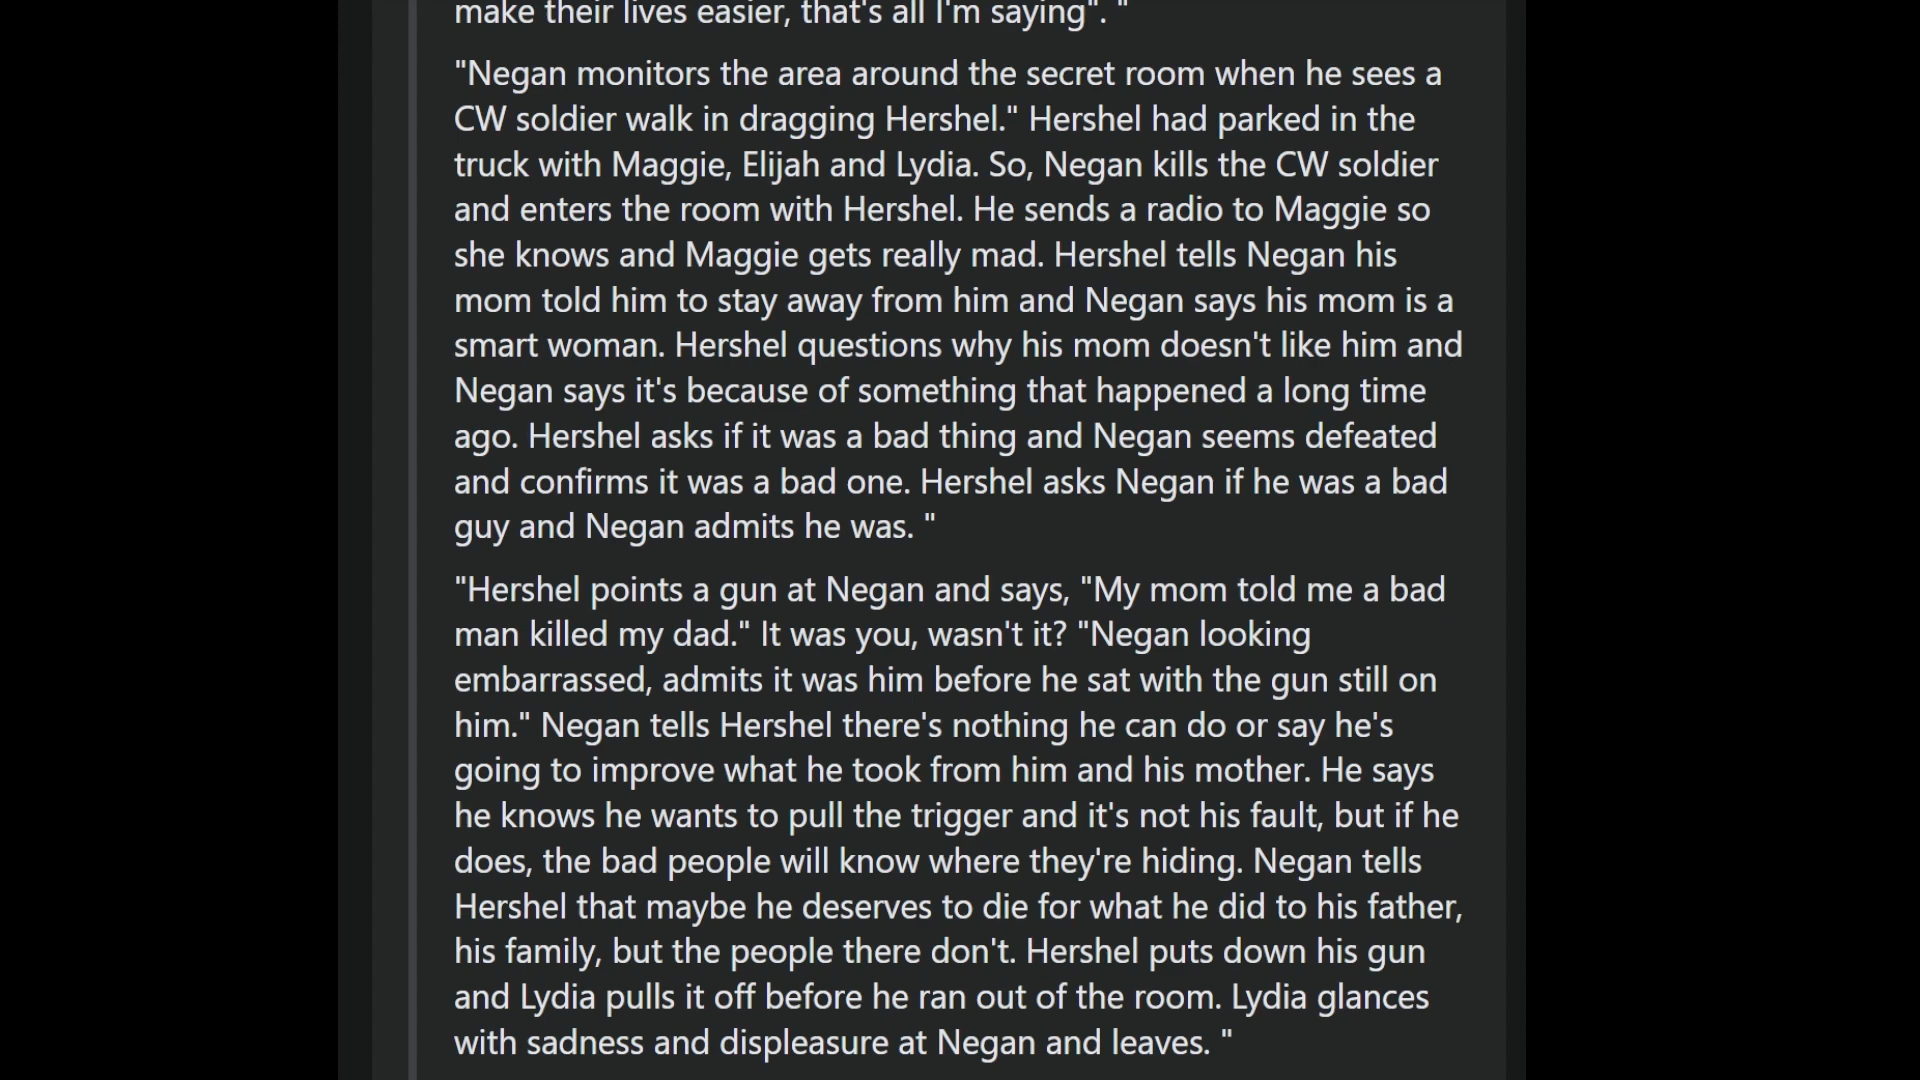 make their lives easier, that's all I'm saying". "
"Negan monitors the area around the secret room when he sees a
CW soldier walk in dragging Hershel." Hershel had parked in the
truck with Maggie, Elijah and Lydia. So, Negan kills the CW soldier
and enters the room with Hershel. He sends a radio to Maggie so
she knows and Maggie gets really mad. Hershel tells Negan his
mom told him to stay away from him and Negan says his mom is a
smart woman. Hershel questions why his mom doesn't like him and
Negan says it's because of something that happened a long time
ago. Hershel asks if it was a bad thing and Negan seems defeated
and confirms it was a bad one. Hershel asks Negan if he was a bad
guy and Negan admits he was. "
"Hershel points a gun at Negan and says, "My mom told me a bad
man killed my dad." It was you, wasn't it? "Negan looking
embarrassed, admits it was him before he sat with the gun still on
him." Negan tells Hershel there's nothing he can do or say he's
going to improve what he took from him and his mother. He says
he knows he wants to pull the trigger and it's not his fault, but if he
does, the bad people will know where they're hiding. Negan tells
Hershel that maybe he deserves to die for what he did to his father,
his family, but the people there don't. Hershel puts down his gun
and Lydia pulls it off before he ran out of the room. Lydia glances
with sadness and displeasure at Negan and leaves. "